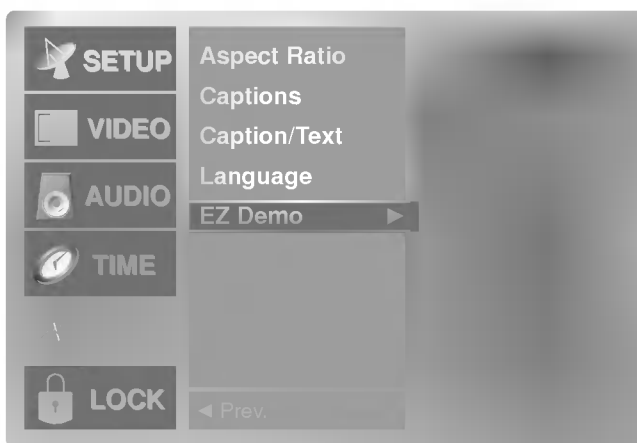 SETUP
VIDEO
AUDIO
TIME
LOCK
Aspect Ratio
Captions
Caption/Text
Language
EZ Demo ►
◄ Prev.